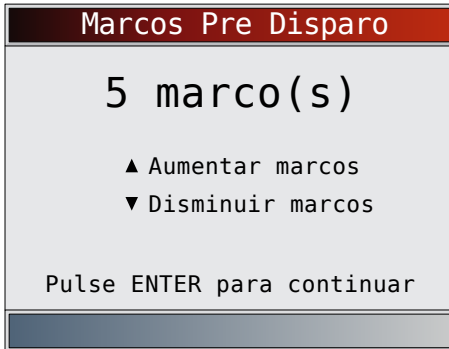 Marcos Pre Disparo
5 marco(s)
▲ Aumentar marcos
▼ Disminuir marcos
Pulse ENTER para continuar